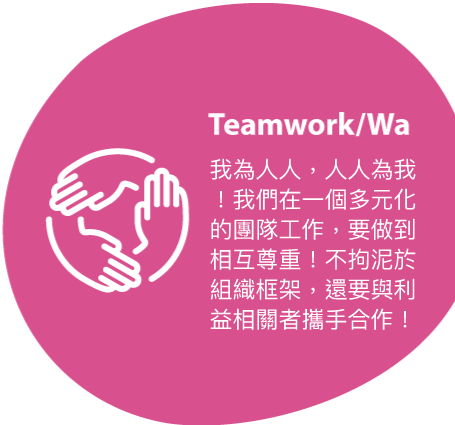 Teamwork/Wa
我為人人，人人為我
！我們在一個多元化
的團隊工作，要做到
相互尊重！不拘泥於
組織框架，還要與利
益相關者攜手合作！